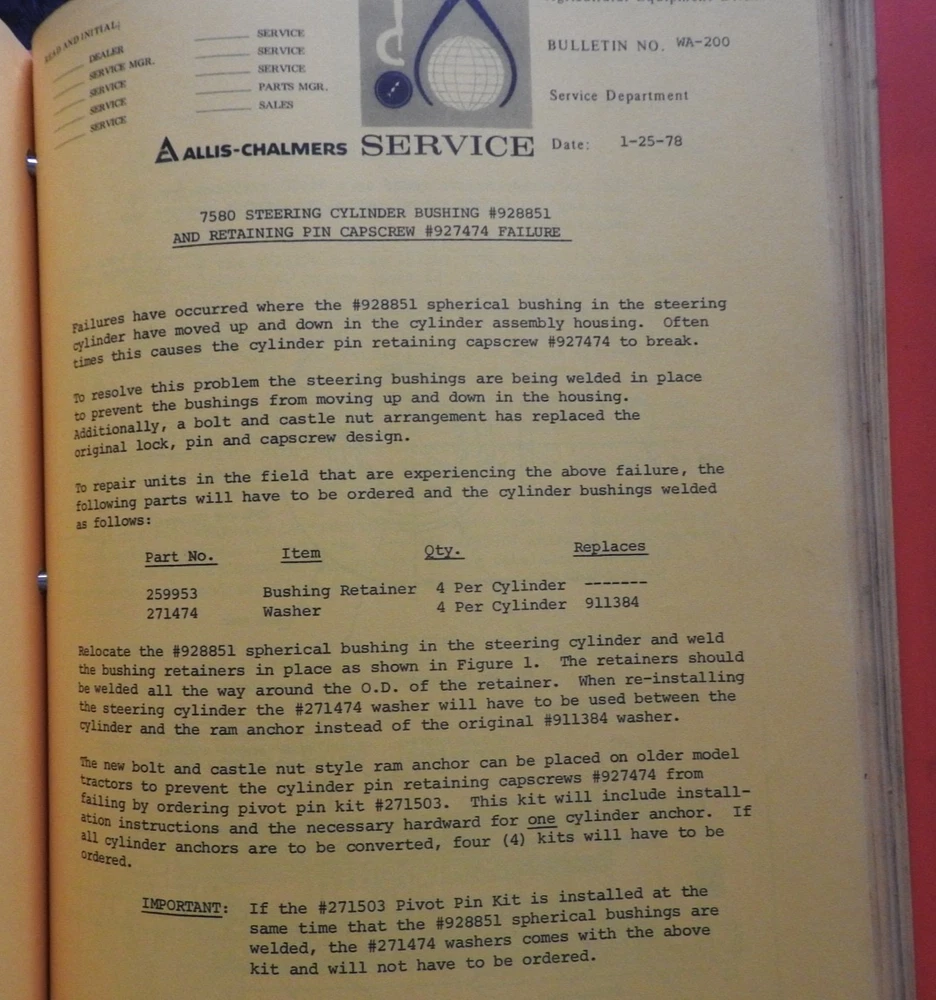 READ AND INITIAL:
DEALER
SERVICE MGR.
SERVICE
SERVICE
SERVICE
SERVICE
SERVICE
SERVICE
PARTS MGR.
SALES
BULLETIN NO. WA-200
Service Department
ALLIS-CHALMERS SERVICE Date: 1-25-78
7580 STEERING CYLINDER BUSHING #928851
AND RETAINING PIN CAPSCREW #927474 FAILURE
Failures have occurred where the #928851 spherical bushing in the steering
cylinder have moved up and down in the cylinder assembly housing. Often
times this causes the cylinder pin retaining capscrew #927474 to break.
To resolve this problem the steering bushings are being welded in place
to prevent the bushings from moving up and down in the housing.
Additionally, a bolt and castle nut arrangement has replaced the
original lock, pin and capscrew design.
To repair units in the field that are experiencing the above failure, the
following parts will have to be ordered and the cylinder bushings welded
as follows:
Part No. Item Qty. Replaces
259953 Bushing Retainer 4 Per Cylinder -------
271474 Washer 4 Per Cylinder 911384
Relocate the #928851 spherical bushing in the steering cylinder and weld
the bushing retainers in place as shown in Figure 1. The retainers should
be welded all the way around the O.D. of the retainer. When re-installing
the steering cylinder the #271474 washer will have to be used between the
cylinder and the ram anchor instead of the original #911384 washer.
The new bolt and castle nut style ram anchor can be placed on older model
tractors to prevent the cylinder pin retaining capscrews #927474 from
failing by ordering pivot pin kit #271503. This kit will include install-
ation instructions and the necessary hardware for one cylinder anchor. If
all cylinder anchors are to be converted, four (4) kits will have to be
ordered.
IMPORTANT: If the #271503 Pivot Pin Kit is installed at the
same time that the #928851 spherical bushings are
welded, the #271474 washers comes with the above
kit and will not have to be ordered.